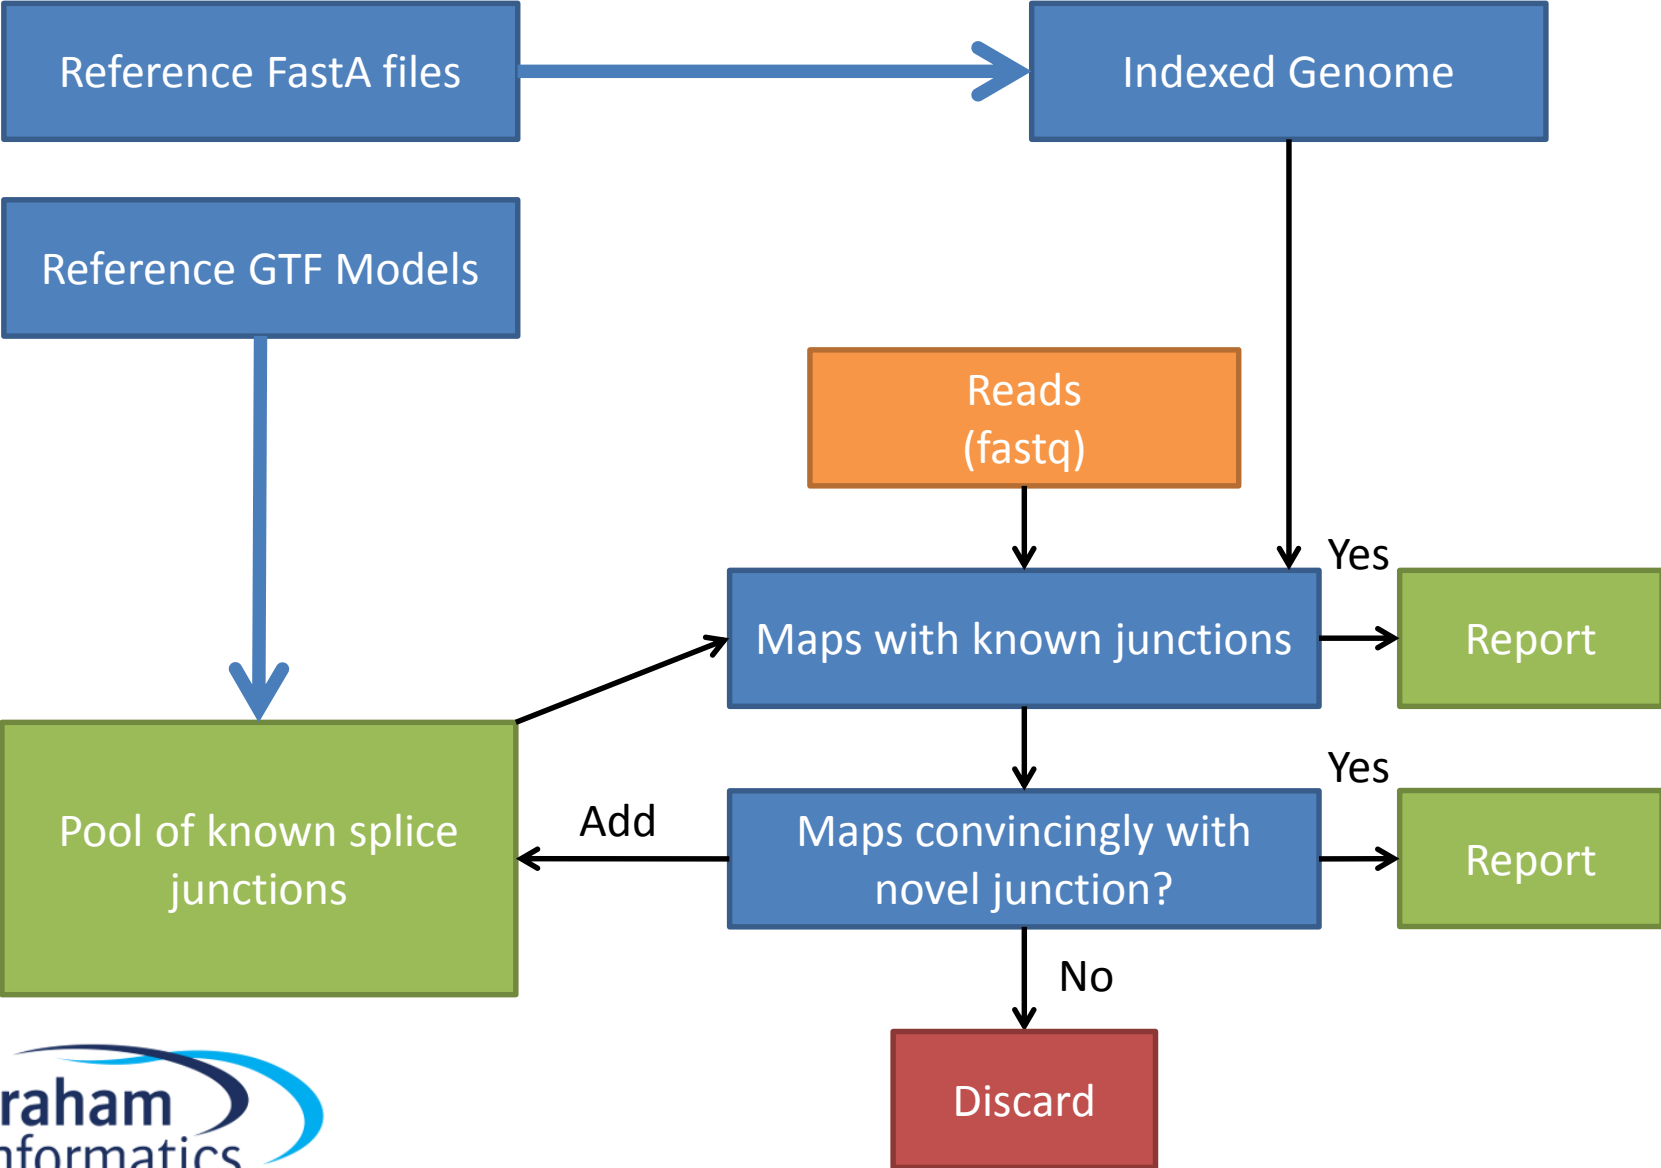 Reference FastA files
Indexed Genome
Reference GTF Models
Reads
(fastq)
Yes
Maps with known junctions
Report
Yes
Add
Pool of known splice
junctions
Maps convincingly with
novel junction?
Report
No
Discard
raham
nformatics